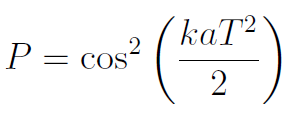 P = cos² (kaT²/2)